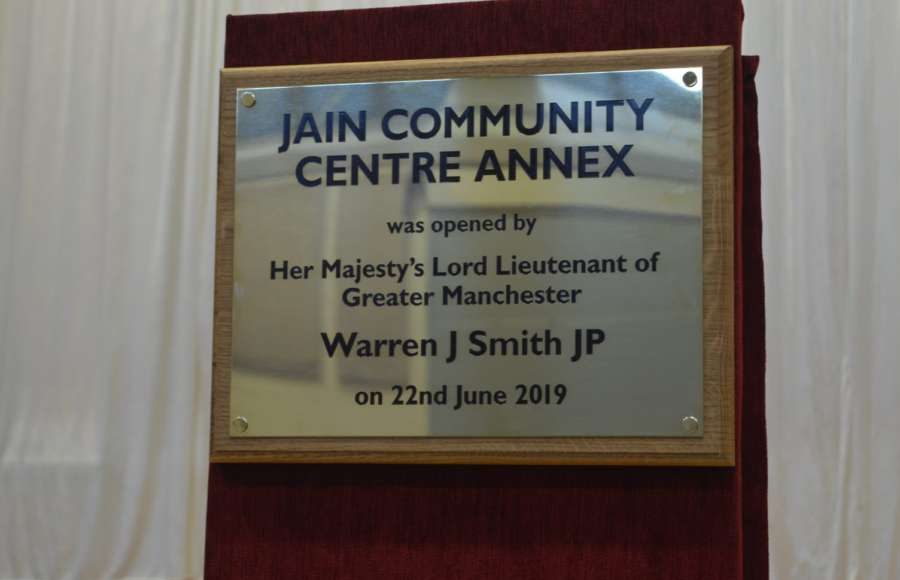 JAIN COMMUNITY
CENTRE ANNEX
was opened by
Her Majesty's Lord Lieutenant of
Greater Manchester
Warren J Smith JP
on 22nd June 2019